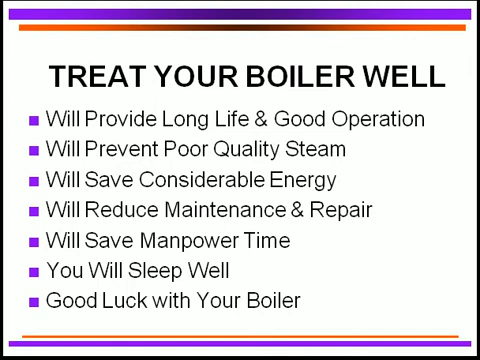 TREAT YOUR BOILER WELL
Will Provide Long Life & Good Operation
Will Prevent Poor Quality Steam
Will Save Considerable Energy
Will Reduce Maintenance & Repair
Will Save Manpower Time
You Will Sleep Well
Good Luck with Your Boiler